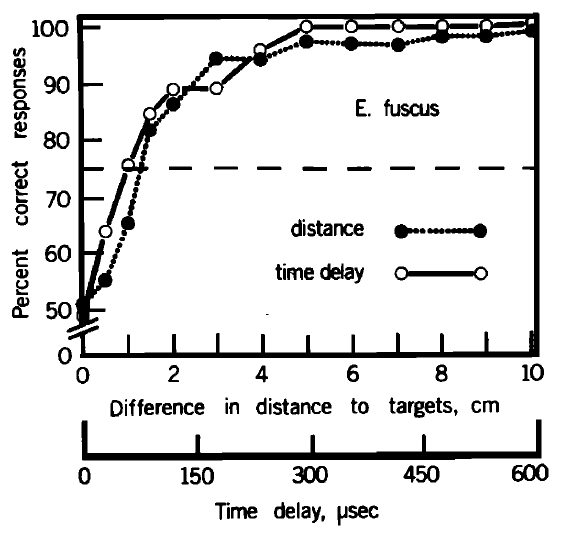 100
90
80
70
60
50
0
Percent correct responses
E. fuscus
distance
time delay
0 2 4 6 8 10
Difference in distance to targets, cm
0 150 300 450 600
Time delay, μsec